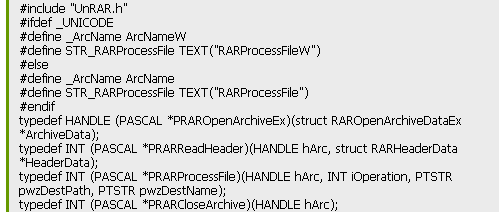 #include "UnRAR.h"
#ifdef _UNICODE
#define _ArcName ArcNameW
#define STR_RARProcessFile TEXT("RARProcessFileW")
#else
#define _ArcName ArcName
#define STR_RARProcessFile TEXT("RARProcessFile")
#endif
typedef HANDLE (PASCAL *PRAROpenArchiveEx)(struct RAROpenArchiveDataEx
*ArchiveData);
typedef INT (PASCAL *PRARReadHeader)(HANDLE hArc, struct RARHeaderData
*HeaderData);
typedef INT (PASCAL *PRARProcessFile)(HANDLE hArc, INT iOperation, PTSTR
pwzDestPath, PTSTR pwzDestName);
typedef INT (PASCAL *PRARCloseArchive)(HANDLE hArc);